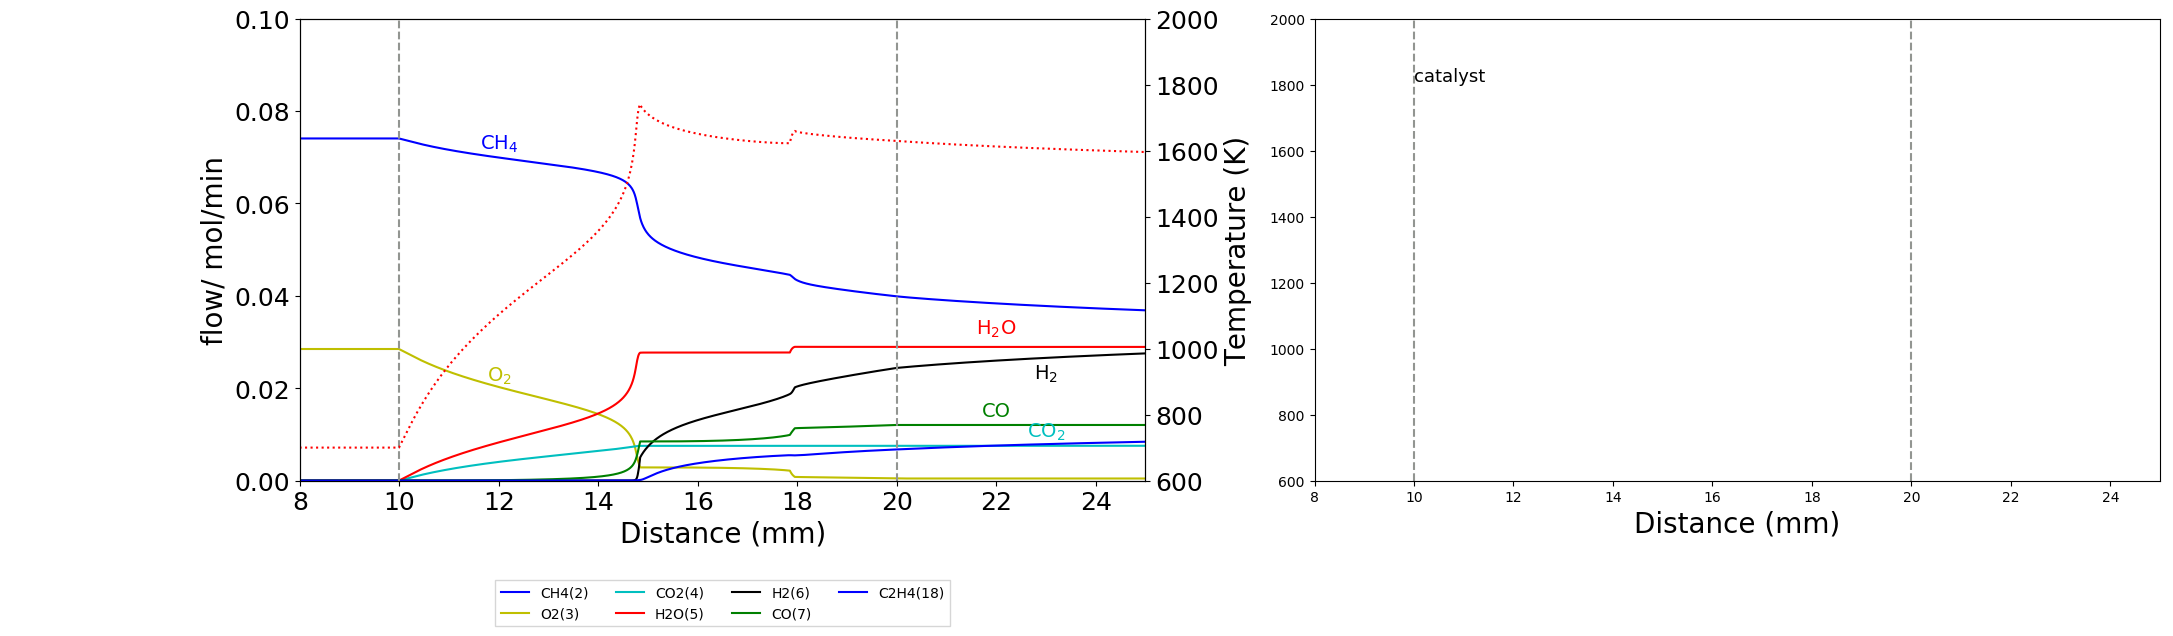 0.10
0.08
0.06
0.04
0.02
0.00
flow/ mol/min
8 10 12 14 16 18 20 22 24
Distance (mm)
2000
1800
1600
1400
1200
1000
800
600
Temperature (K)
CH₄
O₂
H₂O
H₂
CO
CO₂
CH4(2) CO2(4) H2(6) C2H4(18)
O2(3) H2O(5) CO(7)
2000
1800
1600
1400
1200
1000
800
600
catalyst
8 10 12 14 16 18 20 22 24
Distance (mm)